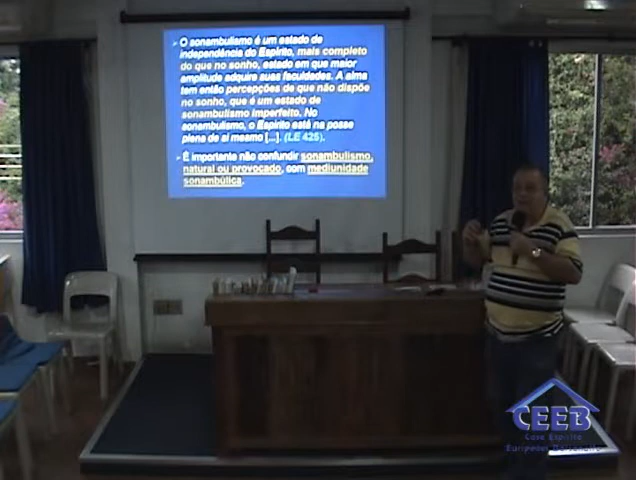 O sonambulismo é um estado de
independência do Espírito, mais completo
do que no sonho, estado em que maior
amplitude adquire suas faculdades. A alma
tem então percepções de que não dispõe
no sonho, que é um estado de
sonambulismo imperfeito. No
sonambulismo, o Espírito está na posse
plena de si mesmo [...]. (LE 425).
É importante não confundir sonambulismo,
natural ou provocado, com mediunidade
sonambúlica.
CEEB
Casa Espírita